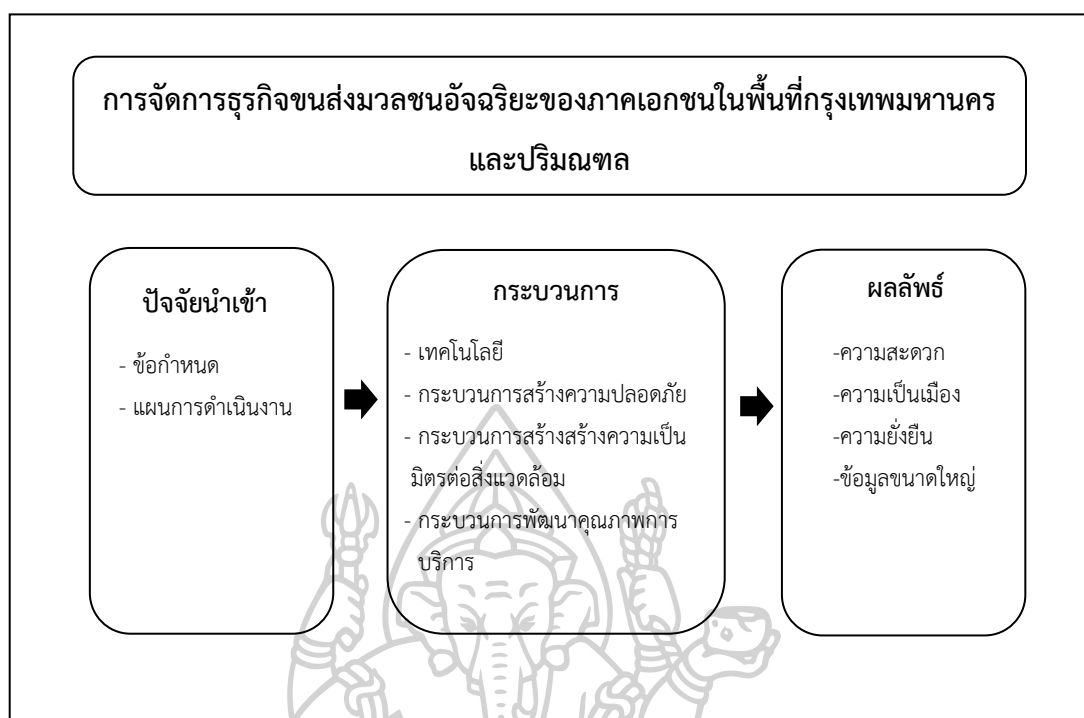 การจัดการธุรกิจขนส่งมวลชนอัจฉริยะของภาคเอกชนในพื้นที่กรุงเทพมหานคร
และปริมณฑล
ปัจจัยนำเข้า
- ข้อกำหนด
- แผนการดำเนินงาน
กระบวนการ
- เทคโนโลยี
- กระบวนการสร้างความปลอดภัย
- กระบวนการสร้างสร้างความเป็น
มิตรต่อสิ่งแวดล้อม
- กระบวนการพัฒนาคุณภาพการ
บริการ
ผลลัพธ์
-ความสะดวก
-ความเป็นเมือง
-ความยั่งยืน
-ข้อมูลขนาดใหญ่